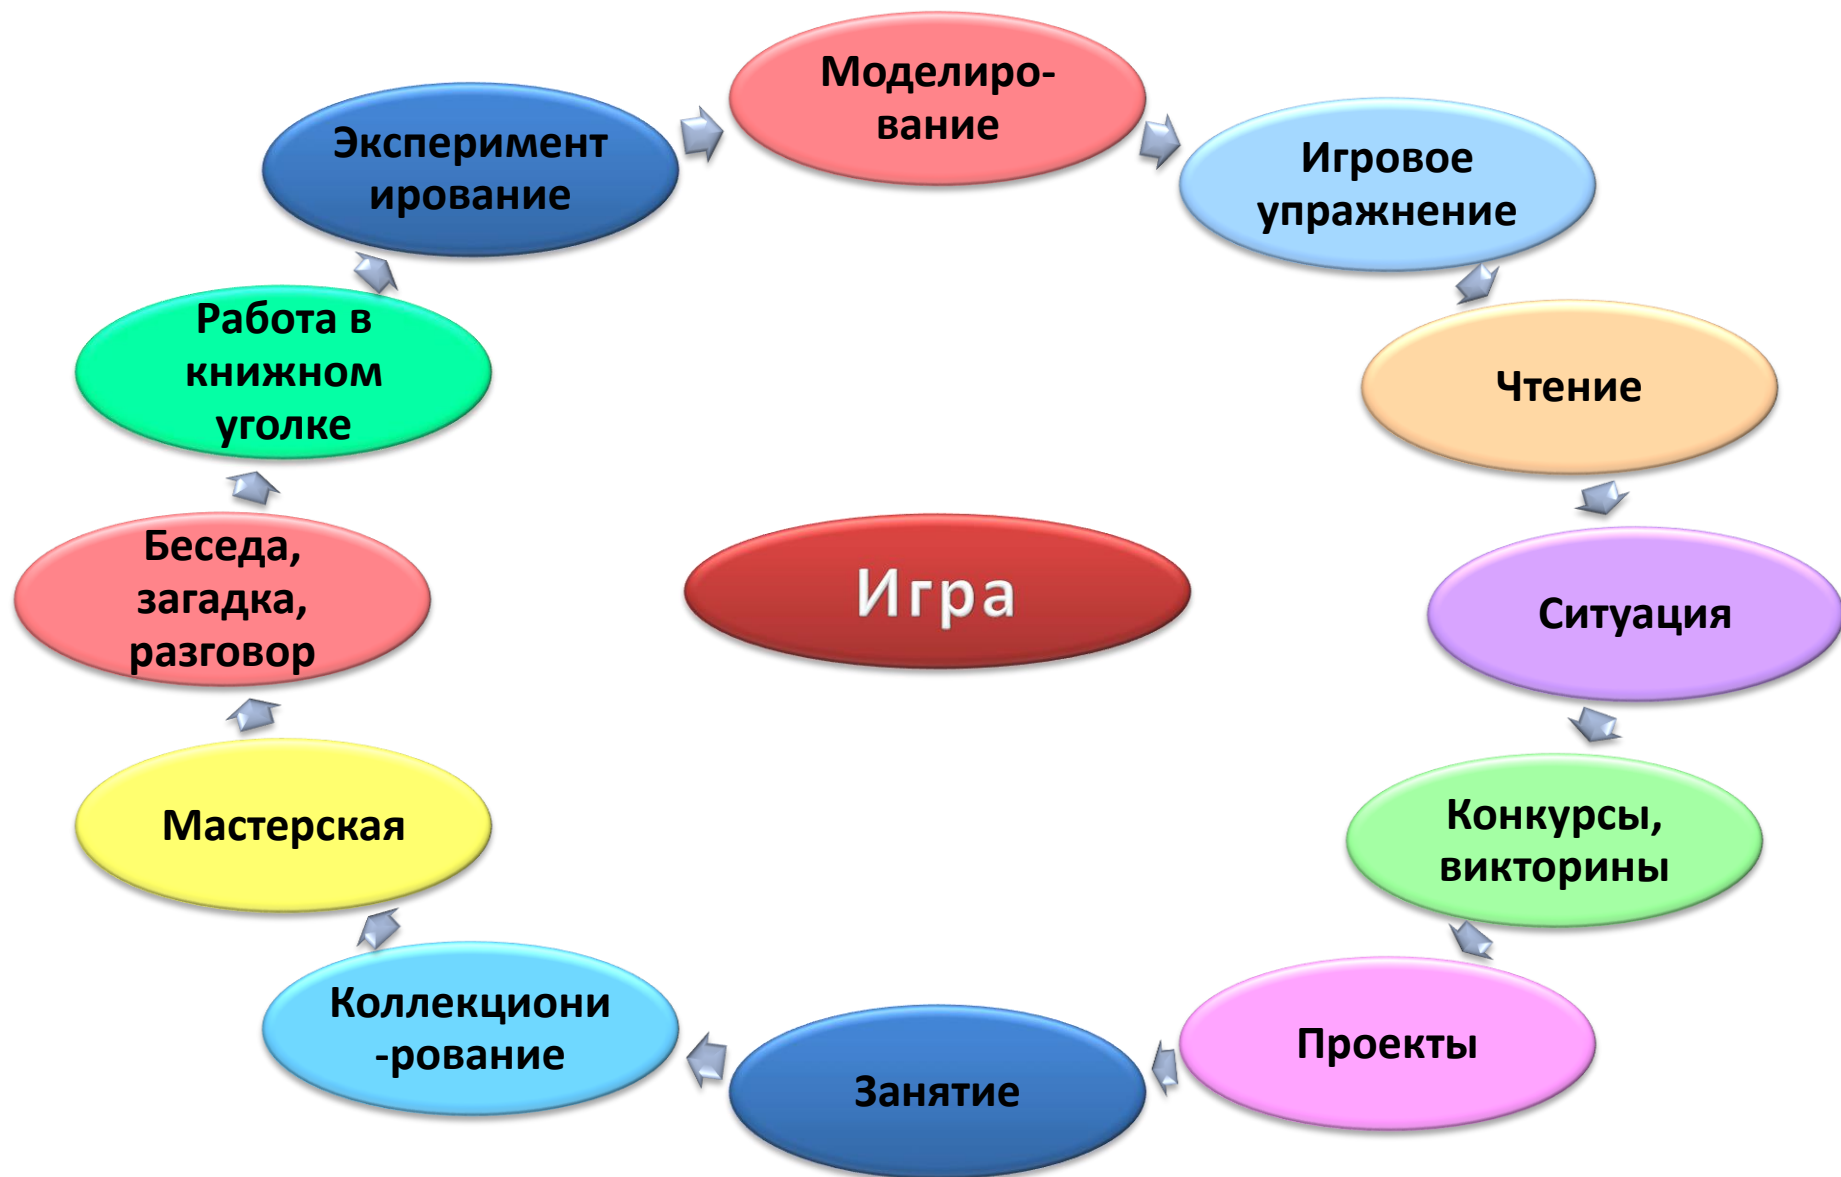 Моделиро-
вание
Игровое
упражнение
Чтение
Ситуация
Конкурсы,
викторины
Проекты
Занятие
Коллекциони
-рование
Мастерская
Беседа,
загадка,
разговор
Работа в
книжном
уголке
Эксперимент
ирование
Игра